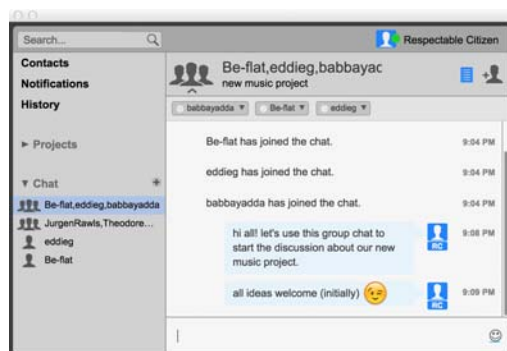 Search...
Respectable Citizen
Contacts
Notifications
History
▶ Projects
▼ Chat
Be-flat,eddieg,babbayadda
JurgenRawls,Theodore...
eddieg
Be-flat
Be-flat,eddieg,babbayac
new music project
babbayadda ▼
Be-flat ▼
eddieg ▼
Be-flat has joined the chat. 9:04 PM
eddieg has joined the chat. 9:04 PM
babbayadda has joined the chat. 9:04 PM
hi all! let's use this group chat to
start the discussion about our new
music project.
RC
9:08 PM
all ideas welcome (initially)
RC
9:09 PM